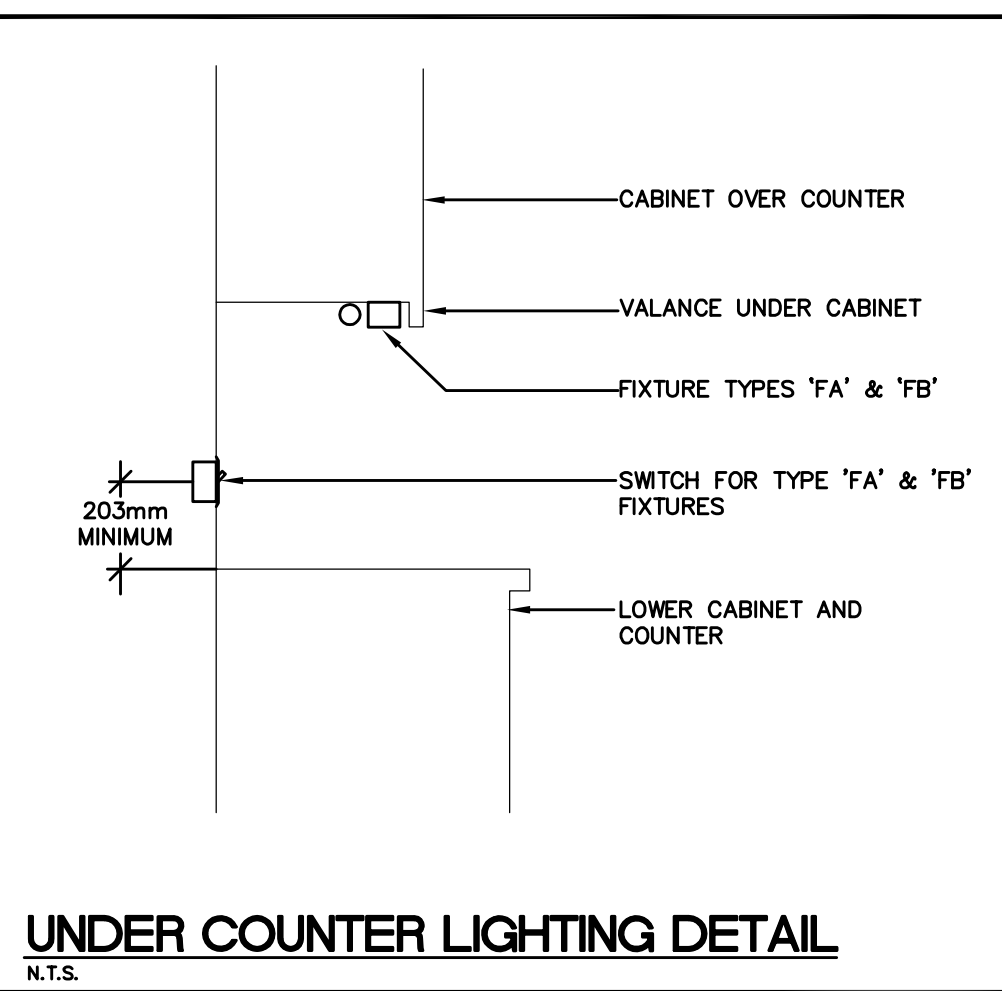 CABINET OVER COUNTER
VALANCE UNDER CABINET
FIXTURE TYPES 'FA' & 'FB'
SWITCH FOR TYPE 'FA' & 'FB'
FIXTURES
203mm
MINIMUM
LOWER CABINET AND
COUNTER
UNDER COUNTER LIGHTING DETAIL
N.T.S.